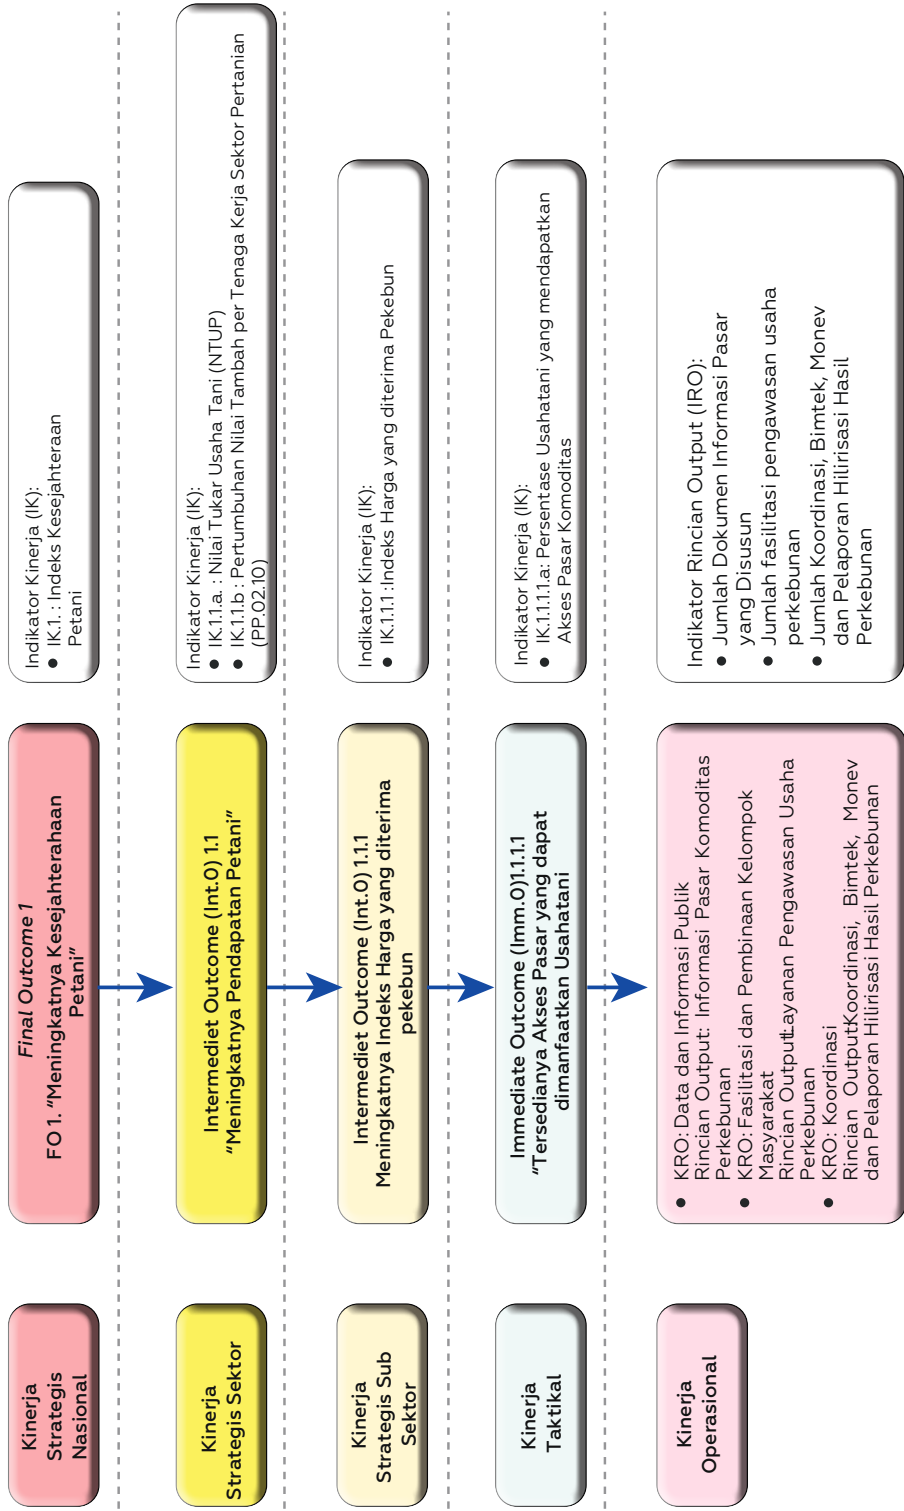 Kinerja
Strategis
Nasional
Final Outcome 1
FO 1. "Meningkatnya Kesejahterahaan
Petani"
Indikator Kinerja (IK):
● IK.1. : Indeks Kesejahteraan
Petani
Kinerja
Strategis Sektor
Intermediet Outcome (Int.0) 1.1
"Meningkatnya Pendapatan Petani"
Indikator Kinerja (IK):
● IK.1.1.a. : Nilai Tukar Usaha Tani (NTUP)
● IK.1.1.b : Pertumbuhan Nilai Tambah per Tenaga Kerja Sektor Pertanian
(PP.02.10)
Kinerja
Strategis Sub
Sektor
Intermediet Outcome (Int.0) 1.1.1
Meningkatnya Indeks Harga yang diterima
pekebun
Indikator Kinerja (IK):
● IK.1.1.1 :Indeks Harga yang diterima Pekebun
Kinerja
Taktikal
Immediate Outcome (Imm.0)1.1.1.1
"Tersedianya Akses Pasar yang dapat
dimanfaatkan Usahatani
Indikator Kinerja (IK):
● IK.1.1.1.1.a: Persentase Usahatani yang mendapatkan
Akses Pasar Komoditas
Kinerja
Operasional
● KRO: Data dan Informasi Publik
Rincian Output: Informasi Pasar Komoditas
Perkebunan
● KRO: Fasilitasi dan Pembinaan Kelompok
Masyarakat
Rincian Output:Layanan Pengawasan Usaha
Perkebunan
● KRO: Koordinasi
Rincian Output:Koordinasi, Bimtek, Monev
dan Pelaporan Hilirisasi Hasil Perkebunan
Indikator Rincian Output (IRO):
● Jumlah Dokumen Informasi Pasar
yang Disusun
● Jumlah fasilitasi pengawasan usaha
perkebunan
● Jumlah Koordinasi, Bimtek, Monev
dan Pelaporan Hilirisasi Hasil
Perkebunan